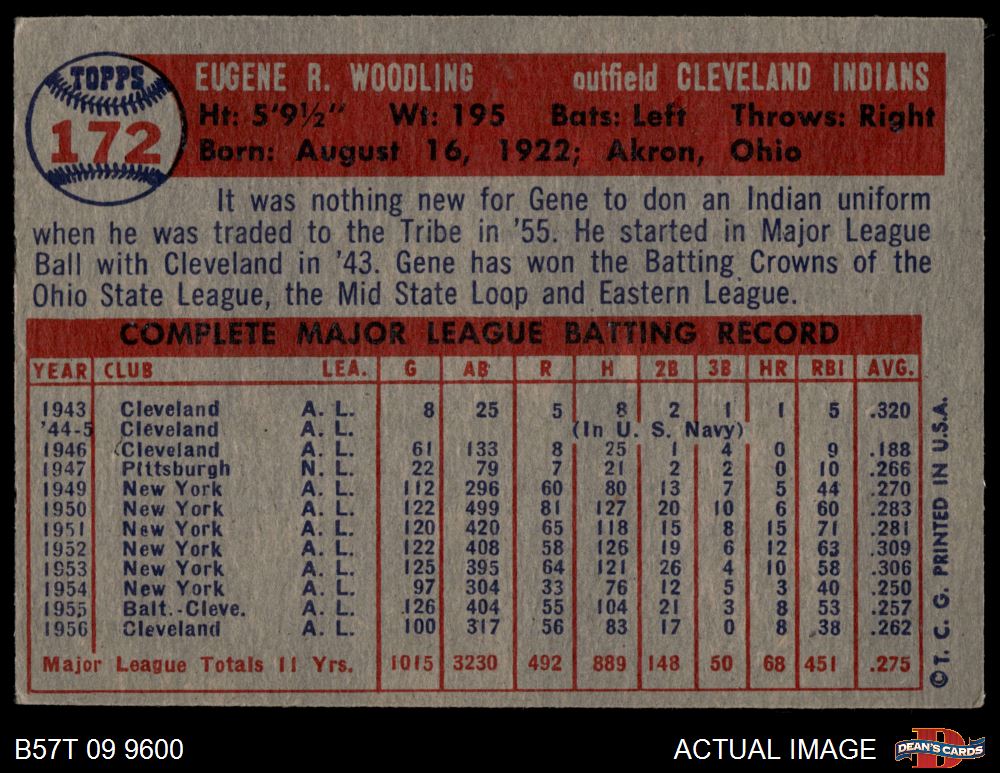 TOPPS
172
EUGENE R. WOODLING outfield CLEVELAND INDIANS
Ht: 5'9½" Wt: 195 Bats: Left Throws: Right
Born: August 16, 1922; Akron, Ohio
It was nothing new for Gene to don an Indian uniform
when he was traded to the Tribe in '55. He started in Major League
Ball with Cleveland in '43. Gene has won the Batting Crowns of the
Ohio State League, the Mid State Loop and Eastern League.
COMPLETE MAJOR LEAGUE BATTING RECORD
YEAR CLUB LEA. G AB R H 2B 3B HR RBI AVG.
1943 Cleveland A. L. 8 25 5 8 2 1 1 5 .320
'44-5 Cleveland A. L. (In U. S. Navy)
1946 Cleveland A. L. 61 133 8 25 1 4 0 9 .188
1947 Pittsburgh N. L. 22 79 7 21 2 2 0 10 .266
1949 New York A. L. 112 296 60 80 13 7 5 44 .270
1950 New York A. L. 122 499 81 127 20 10 6 60 .283
1951 New York A. L. 120 420 65 118 15 8 15 71 .281
1952 New York A. L. 122 408 58 126 19 6 12 63 .309
1953 New York A. L. 125 395 64 121 26 4 10 58 .306
1954 New York A. L. 97 304 33 76 12 5 3 40 .250
1955 Balt.-Cleve. A. L. 126 404 55 104 21 3 8 53 .257
1956 Cleveland A. L. 100 317 56 83 17 0 8 38 .262
Major League Totals 11 Yrs. 1015 3230 492 889 148 50 68 451 .275
© T. C. G. PRINTED IN U.S.A.
B57T 09 9600
ACTUAL IMAGE
D
DEAN'S CARDS